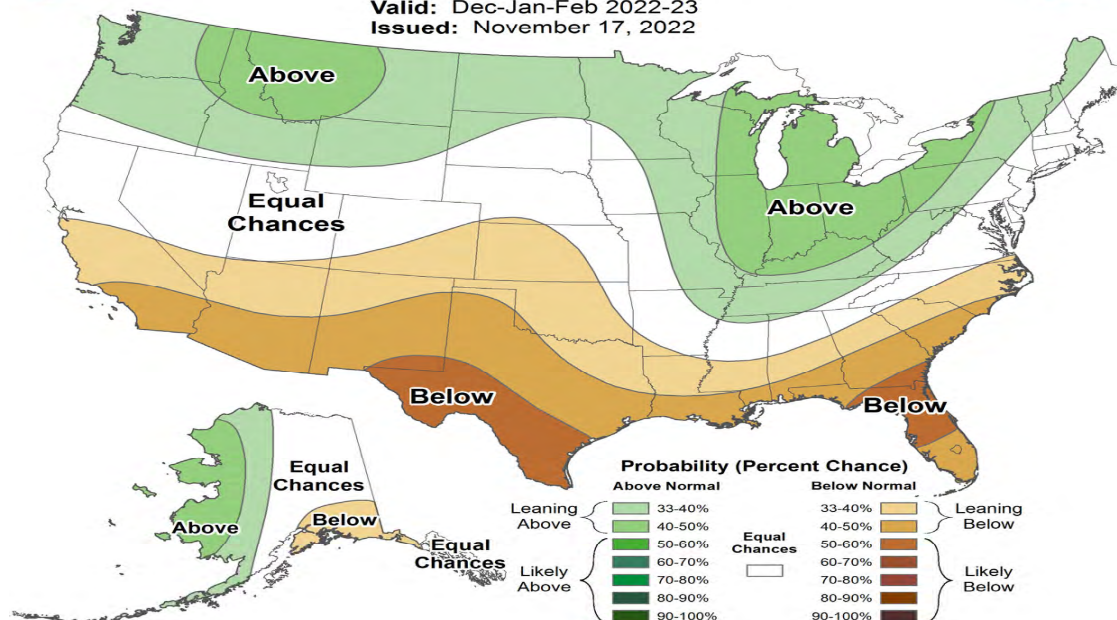 Valid: Dec-Jan-Feb 2022-23
Issued: November 17, 2022
Above
Equal
Chances
Above
Below
Below
Equal
Chances
Above
Below
Equal
Chances
Probability (Percent Chance)
Above Normal
Below Normal
Leaning
Above
33-40%
40-50%
Likely
Above
50-60%
60-70%
70-80%
80-90%
90-100%
Equal
Chances
33-40%
40-50%
Leaning
Below
50-60%
60-70%
70-80%
80-90%
90-100%
Likely
Below